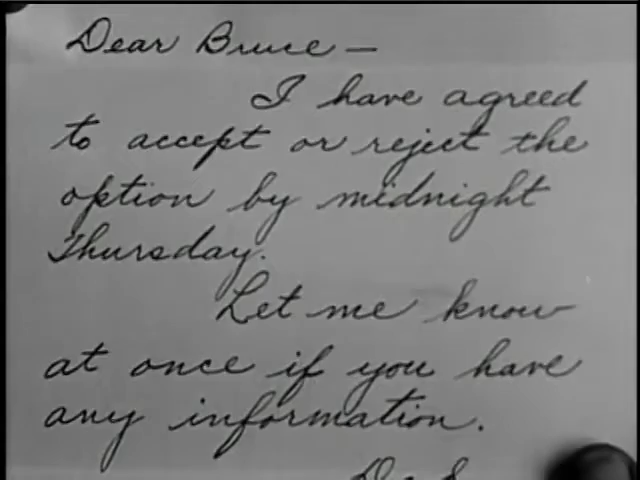 Dear Bruce —
I have agreed
to accept or reject the
option by midnight
Thursday.
Let me know
at once if you have
any information.